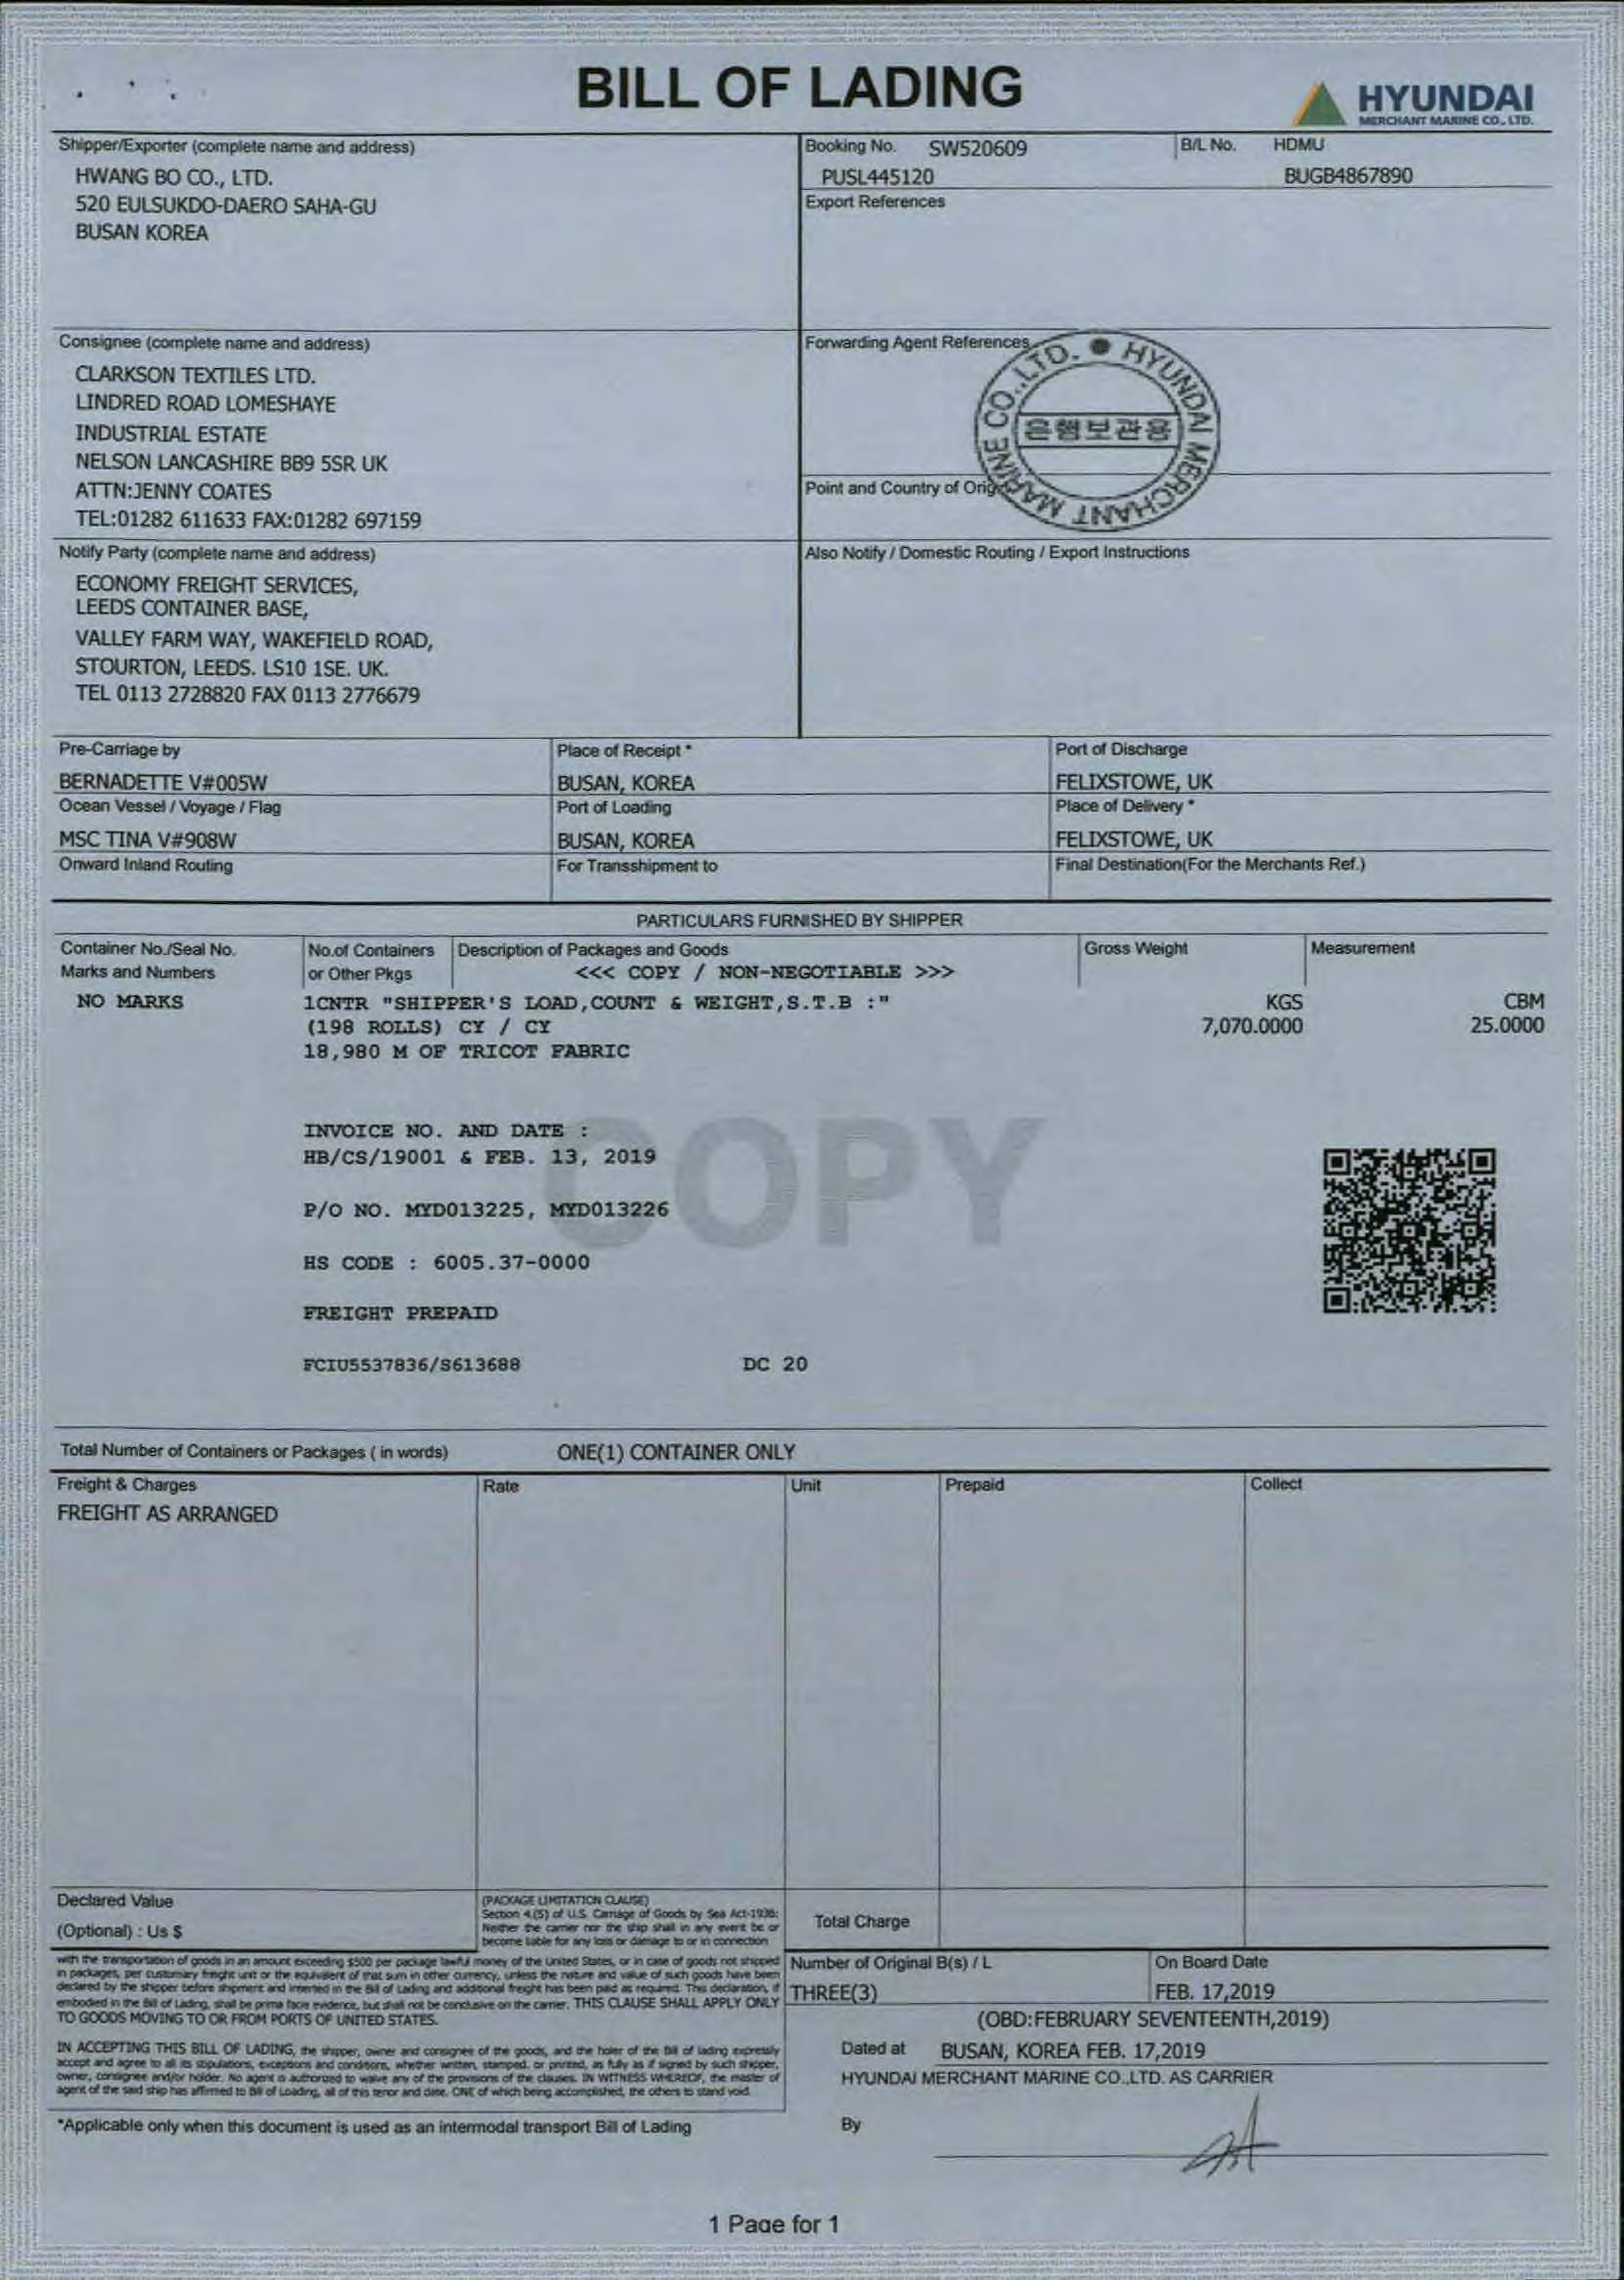 BILL OF LADING
HYUNDAI
MERCHANT MARINE CO., LTD.
Shipper/Exporter (complete name and address)
HWANG BO CO., LTD.
520 EULSUKDO-DAERO SAHA-GU
BUSAN KOREA
Booking No. SW520609
PUSL445120
B/L No. HDMU
BUGB4867890
Export References
Consignee (complete name and address)
CLARKSON TEXTILES LTD.
LINDRED ROAD LOMESHAYE
INDUSTRIAL ESTATE
NELSON LANCASHIRE BB9 5SR UK
ATTN:JENNY COATES
TEL:01282 611633 FAX:01282 697159
Forwarding Agent References
HYUNDAI MERCHANT MARINE CO.,LTD.
은행보관용
Point and Country of Orig
Notify Party (complete name and address)
ECONOMY FREIGHT SERVICES,
LEEDS CONTAINER BASE,
VALLEY FARM WAY, WAKEFIELD ROAD,
STOURTON, LEEDS. LS10 1SE. UK.
TEL 0113 2728820 FAX 0113 2776679
Also Notify / Domestic Routing / Export Instructions
Pre-Carriage by
BERNADETTE V#005W
Place of Receipt *
BUSAN, KOREA
Port of Discharge
FELIXSTOWE, UK
Ocean Vessel / Voyage / Flag
MSC TINA V#908W
Port of Loading
BUSAN, KOREA
Place of Delivery *
FELIXSTOWE, UK
Onward Inland Routing
For Transshipment to
Final Destination(For the Merchants Ref.)
PARTICULARS FURNISHED BY SHIPPER
Container No./Seal No.
Marks and Numbers
No.of Containers
or Other Pkgs
Description of Packages and Goods
<<< COPY / NON-NEGOTIABLE >>>
Gross Weight
Measurement
NO MARKS
1CNTR "SHIPPER'S LOAD,COUNT & WEIGHT,S.T.B :"
(198 ROLLS) CY / CY
18,980 M OF TRICOT FABRIC
KGS
7,070.0000
CBM
25.0000
COPY
INVOICE NO. AND DATE :
HB/CS/19001 & FEB. 13, 2019
P/O NO. MYD013225, MYD013226
HS CODE : 6005.37-0000
FREIGHT PREPAID
FCIU5537836/S613688 DC 20
Total Number of Containers or Packages ( in words) ONE(1) CONTAINER ONLY
Freight & Charges
FREIGHT AS ARRANGED
Rate
Unit
Prepaid
Collect
Declared Value
(Optional) : Us $
(PACKAGE LIMITATION CLAUSE)
Section 4.(5) of U.S. Carriage of Goods by Sea Act-1936:
Neither the carrier nor the ship shall in any event be or
become liable for any loss or damage to or in connection
with the transportation of goods in an amount exceeding $500 per package lawful money of the United States, or in case of goods not shipped
in packages, per customary freight unit or the equivalent of that sum in other currency, unless the nature and value of such goods have been
declared by the shipper before shipment and inserted in the Bill of Lading and additional freight has been paid as required. This declaration, if
embodied in the Bill of Lading, shall be prima facie evidence, but shall not be conclusive on the carrier. THIS CLAUSE SHALL APPLY ONLY
TO GOODS MOVING TO OR FROM PORTS OF UNITED STATES.
Total Charge
Number of Original B(s) / L
THREE(3)
On Board Date
FEB. 17,2019
(OBD:FEBRUARY SEVENTEENTH,2019)
IN ACCEPTING THIS BILL OF LADING, the shipper, owner and consignee of the goods, and the holer of the Bill of lading expressly
accept and agree to all its stipulations, exceptions and conditions, whether written, stamped, or printed, as fully as if signed by such shipper,
owner, consignee and/or holder. No agent is authorized to waive any of the provisions of the clauses. IN WITNESS WHEREOF, the master of
agent of the said ship has affirmed to Bill of Loading, all of this tenor and date. ONE of which being accomplished, the others to stand void.
Dated at BUSAN, KOREA FEB. 17,2019
HYUNDAI MERCHANT MARINE CO.,LTD. AS CARRIER
By
*Applicable only when this document is used as an intermodal transport Bill of Lading
1 Page for 1